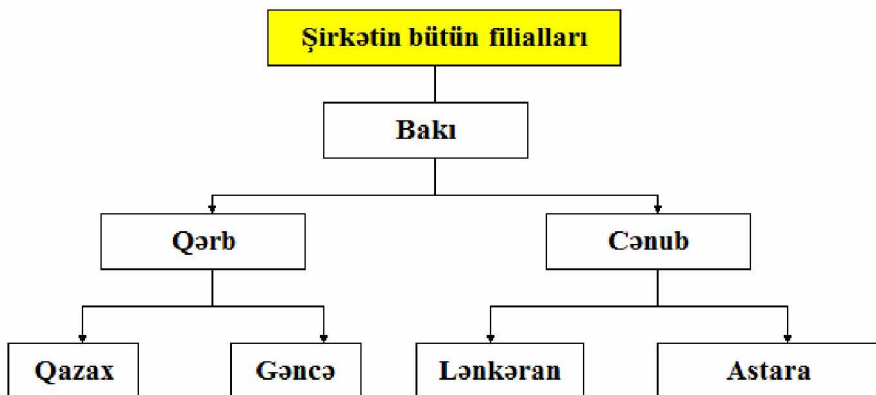 Şirkətin bütün filialları
Bakı
Qərb
Cənub
Qazax
Gəncə
Lənkəran
Astara